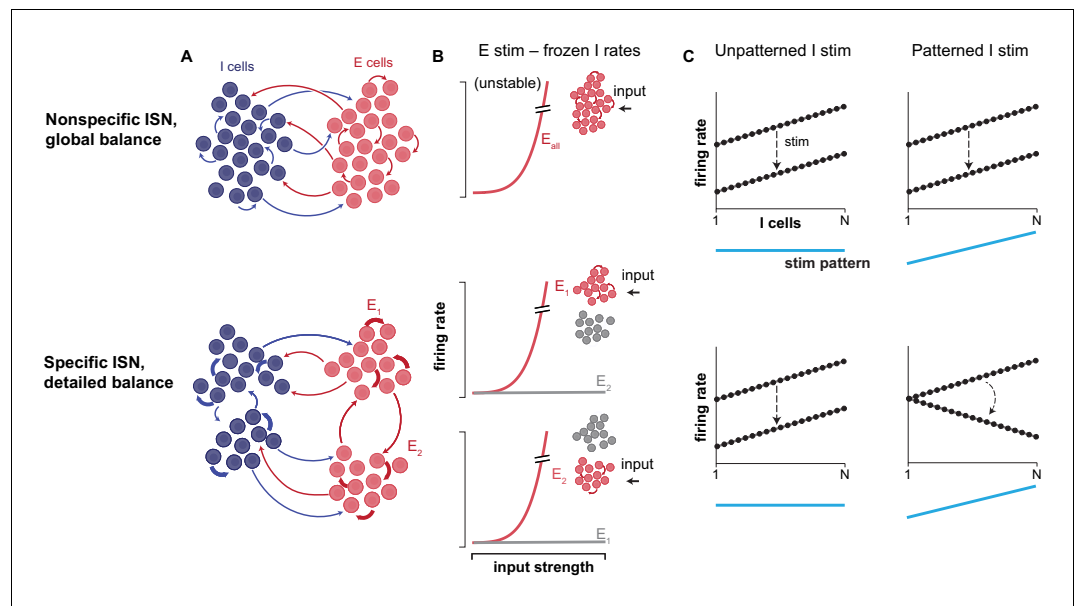 A
I cells
E cells
B
E stim – frozen I rates
C
Unpatterned I stim
Patterned I stim
Nonspecific ISN,
global balance
(unstable)
input
E all
firing rate
stim
1
I cells
N
1
N
stim pattern
Specific ISN,
detailed balance
E1
E2
firing rate
E1
input
E2
E2
input
E1
input strength
firing rate
1
N
1
N